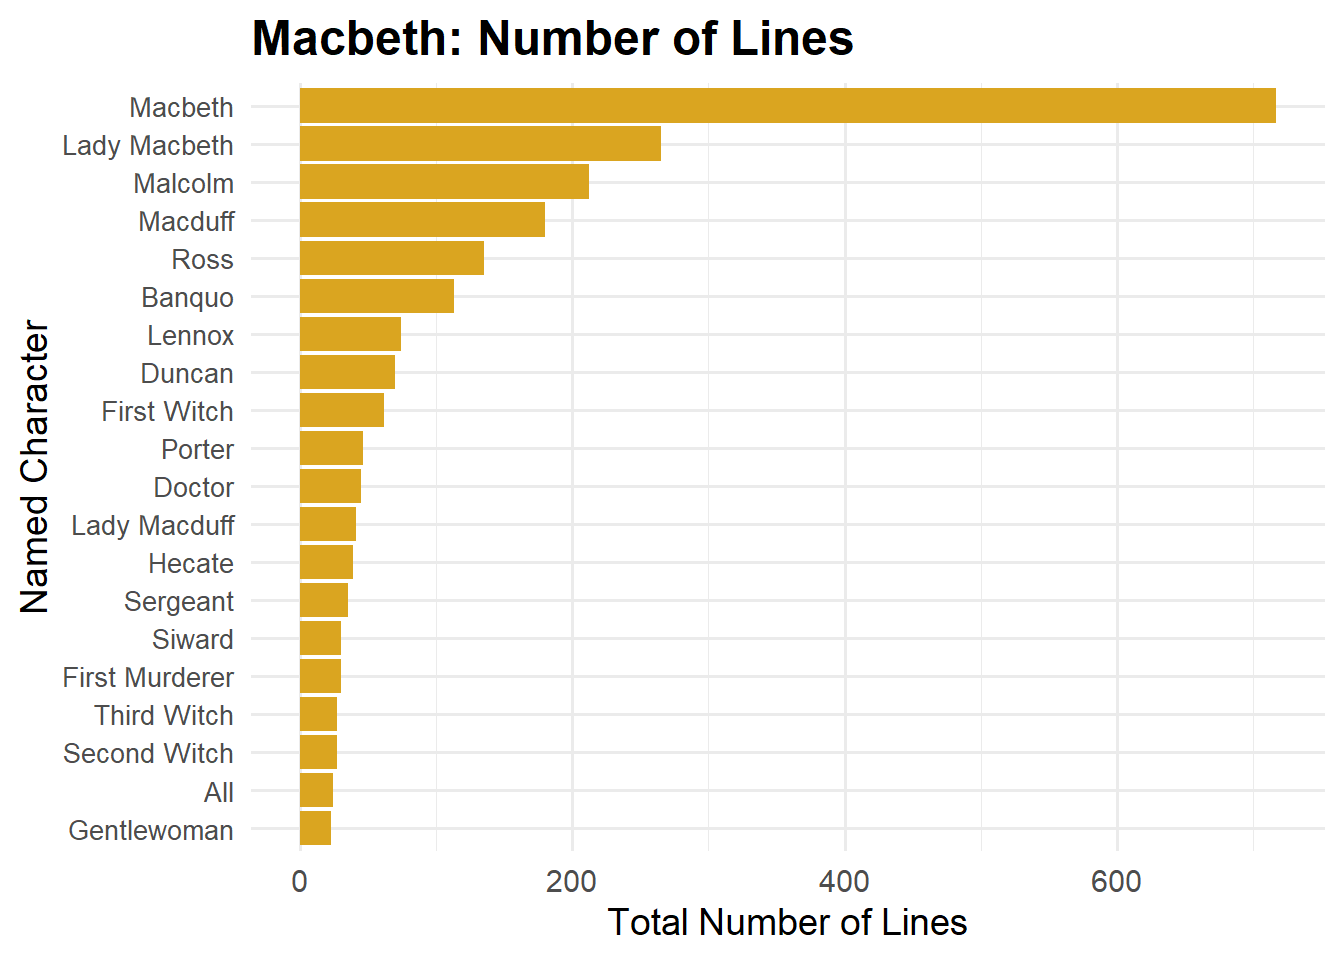 Macbeth: Number of Lines
Named Character
Macbeth
Lady Macbeth
Malcolm
Macduff
Ross
Banquo
Lennox
Duncan
First Witch
Porter
Doctor
Lady Macduff
Hecate
Sergeant
Siward
First Murderer
Third Witch
Second Witch
All
Gentlewoman
0 200 400 600
Total Number of Lines